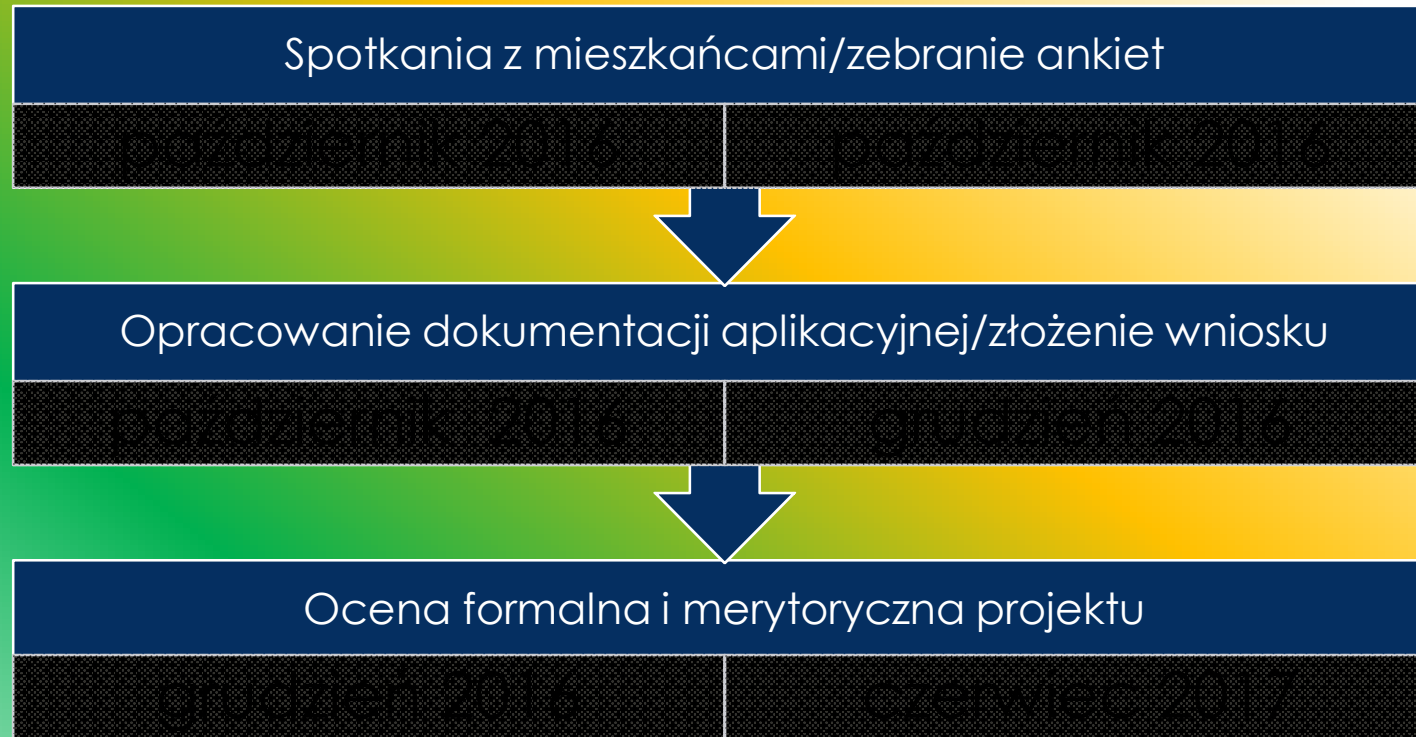 Spotkania z mieszkańcami/zebranie ankiet
październik 2016 październik 2016
Opracowanie dokumentacji aplikacyjnej/złożenie wniosku
październik 2016 grudzień 2016
Ocena formalna i merytoryczna projektu
grudzień 2016 czerwiec 2017